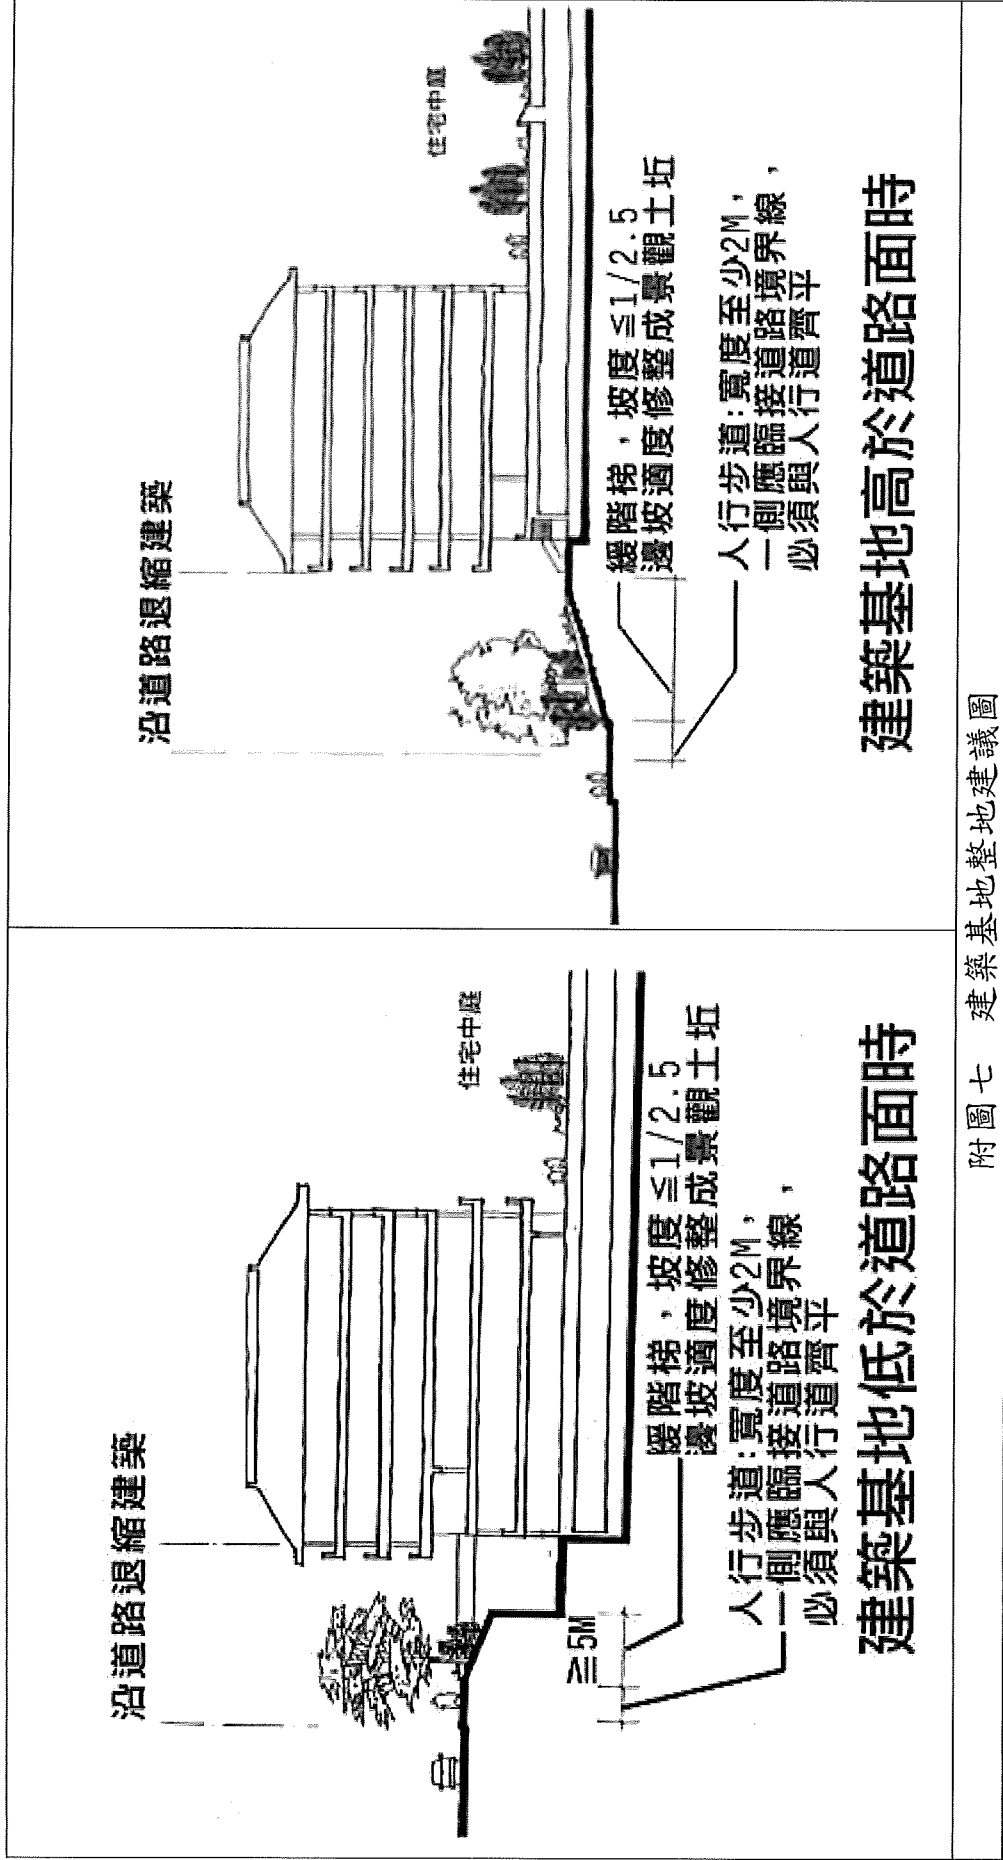 沿道路退縮建築
住宅中庭
≧5M
緩階梯，坡度≦1/2.5
邊坡適度修整成景觀土坵
人行步道:寬度至少2M，
一側應臨接道路境界線，
必須與人行道齊平
建築基地低於道路面時
沿道路退縮建築
住宅中庭
緩階梯，坡度≦1/2.5
邊坡適度修整成景觀土坵
人行步道:寬度至少2M，
一側應臨接道路境界線，
必須與人行道齊平
建築基地高於道路面時
附圖七 建築基地整地建議圖